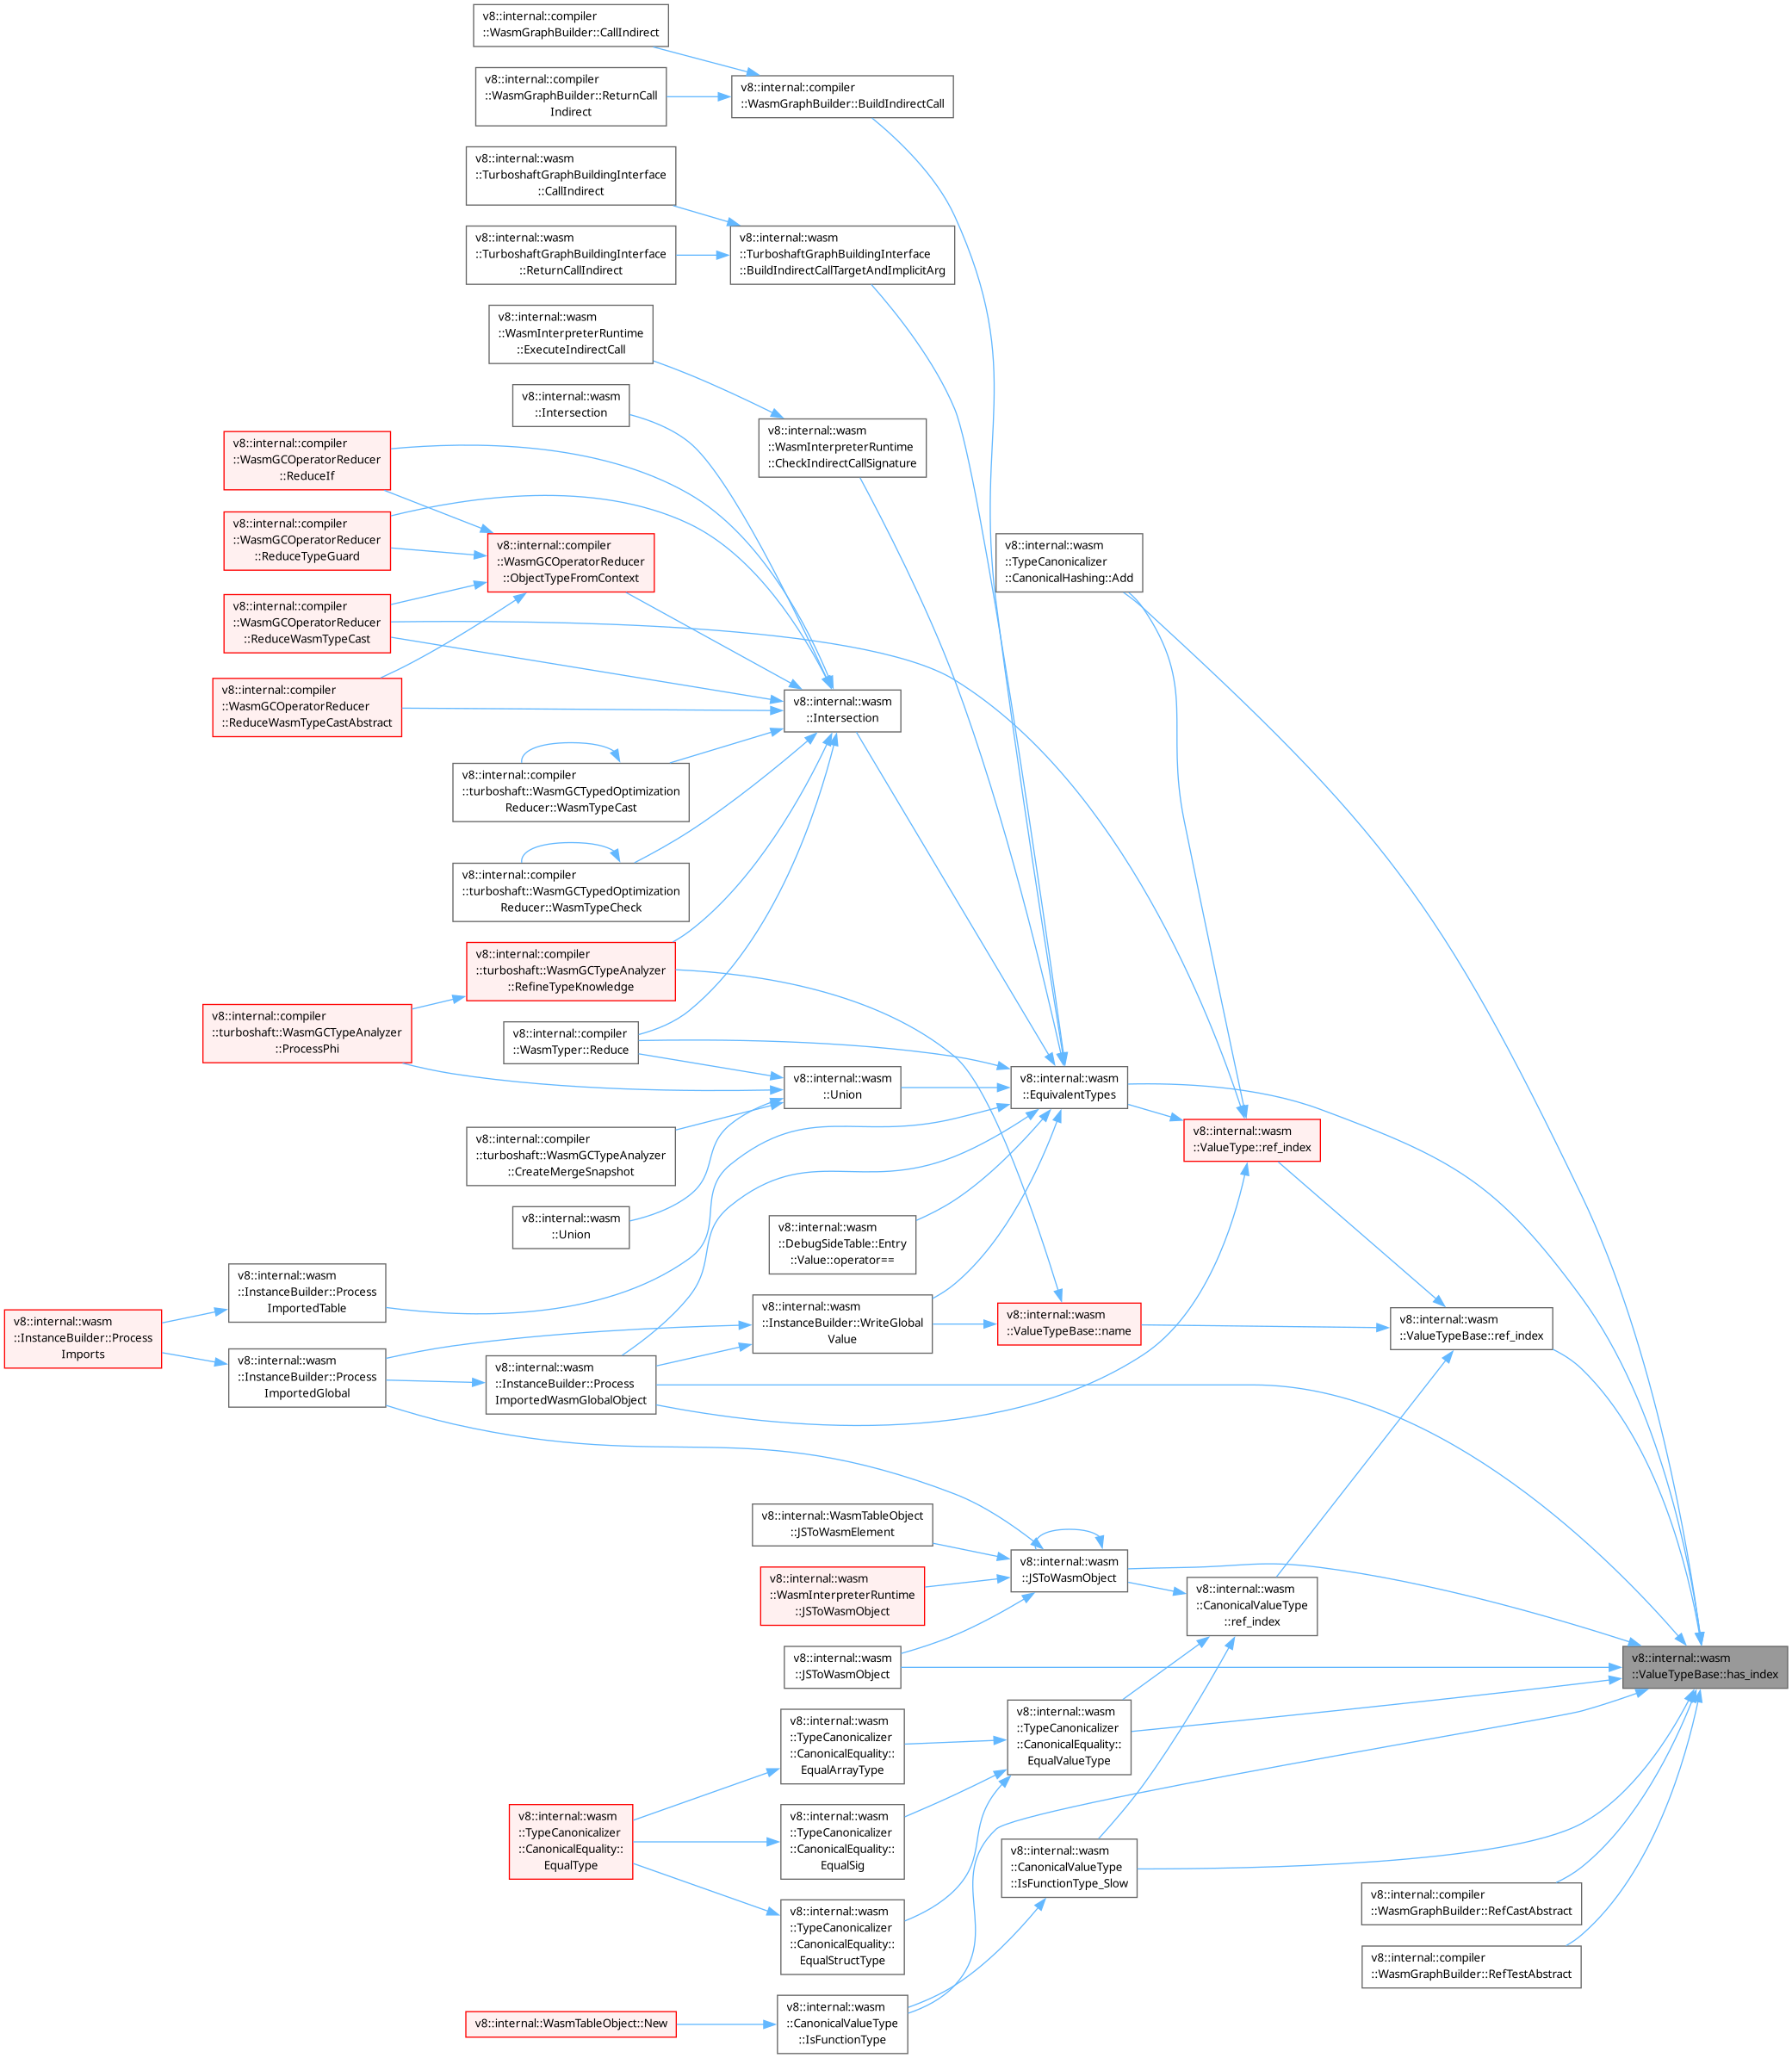 v8::internal::compiler
::WasmGraphBuilder::CallIndirect
v8::internal::compiler
::WasmGraphBuilder::ReturnCall
Indirect
v8::internal::compiler
::WasmGraphBuilder::BuildIndirectCall
v8::internal::wasm
::TurboshaftGraphBuildingInterface
::CallIndirect
v8::internal::wasm
::TurboshaftGraphBuildingInterface
::ReturnCallIndirect
v8::internal::wasm
::TurboshaftGraphBuildingInterface
::BuildIndirectCallTargetAndImplicitArg
v8::internal::wasm
::WasmInterpreterRuntime
::ExecuteIndirectCall
v8::internal::wasm
::Intersection
v8::internal::wasm
::WasmInterpreterRuntime
::CheckIndirectCallSignature
v8::internal::compiler
::WasmGCOperatorReducer
::ReduceIf
v8::internal::compiler
::WasmGCOperatorReducer
::ReduceTypeGuard
v8::internal::compiler
::WasmGCOperatorReducer
::ObjectTypeFromContext
v8::internal::wasm
::TypeCanonicalizer
::CanonicalHashing::Add
v8::internal::compiler
::WasmGCOperatorReducer
::ReduceWasmTypeCast
v8::internal::compiler
::WasmGCOperatorReducer
::ReduceWasmTypeCastAbstract
v8::internal::wasm
::Intersection
v8::internal::compiler
::turboshaft::WasmGCTypedOptimization
Reducer::WasmTypeCast
v8::internal::compiler
::turboshaft::WasmGCTypedOptimization
Reducer::WasmTypeCheck
v8::internal::compiler
::turboshaft::WasmGCTypeAnalyzer
::RefineTypeKnowledge
v8::internal::compiler
::turboshaft::WasmGCTypeAnalyzer
::ProcessPhi
v8::internal::compiler
::WasmTyper::Reduce
v8::internal::wasm
::Union
v8::internal::wasm
::EquivalentTypes
v8::internal::wasm
::ValueType::ref_index
v8::internal::compiler
::turboshaft::WasmGCTypeAnalyzer
::CreateMergeSnapshot
v8::internal::wasm
::Union
v8::internal::wasm
::DebugSideTable::Entry
::Value::operator==
v8::internal::wasm
::InstanceBuilder::Process
ImportedTable
v8::internal::wasm
::InstanceBuilder::Process
Imports
v8::internal::wasm
::InstanceBuilder::WriteGlobal
Value
v8::internal::wasm
::ValueTypeBase::name
v8::internal::wasm
::ValueTypeBase::ref_index
v8::internal::wasm
::InstanceBuilder::Process
ImportedGlobal
v8::internal::wasm
::InstanceBuilder::Process
ImportedWasmGlobalObject
v8::internal::WasmTableObject
::JSToWasmElement
v8::internal::wasm
::JSToWasmObject
v8::internal::wasm
::WasmInterpreterRuntime
::JSToWasmObject
v8::internal::wasm
::CanonicalValueType
::ref_index
v8::internal::wasm
::JSToWasmObject
v8::internal::wasm
::ValueTypeBase::has_index
v8::internal::wasm
::TypeCanonicalizer
::CanonicalEquality::
EqualArrayType
v8::internal::wasm
::TypeCanonicalizer
::CanonicalEquality::
EqualValueType
v8::internal::wasm
::TypeCanonicalizer
::CanonicalEquality::
EqualType
v8::internal::wasm
::TypeCanonicalizer
::CanonicalEquality::
EqualSig
v8::internal::wasm
::CanonicalValueType
::IsFunctionType_Slow
v8::internal::compiler
::WasmGraphBuilder::RefCastAbstract
v8::internal::wasm
::TypeCanonicalizer
::CanonicalEquality::
EqualStructType
v8::internal::compiler
::WasmGraphBuilder::RefTestAbstract
v8::internal::WasmTableObject::New
v8::internal::wasm
::CanonicalValueType
::IsFunctionType